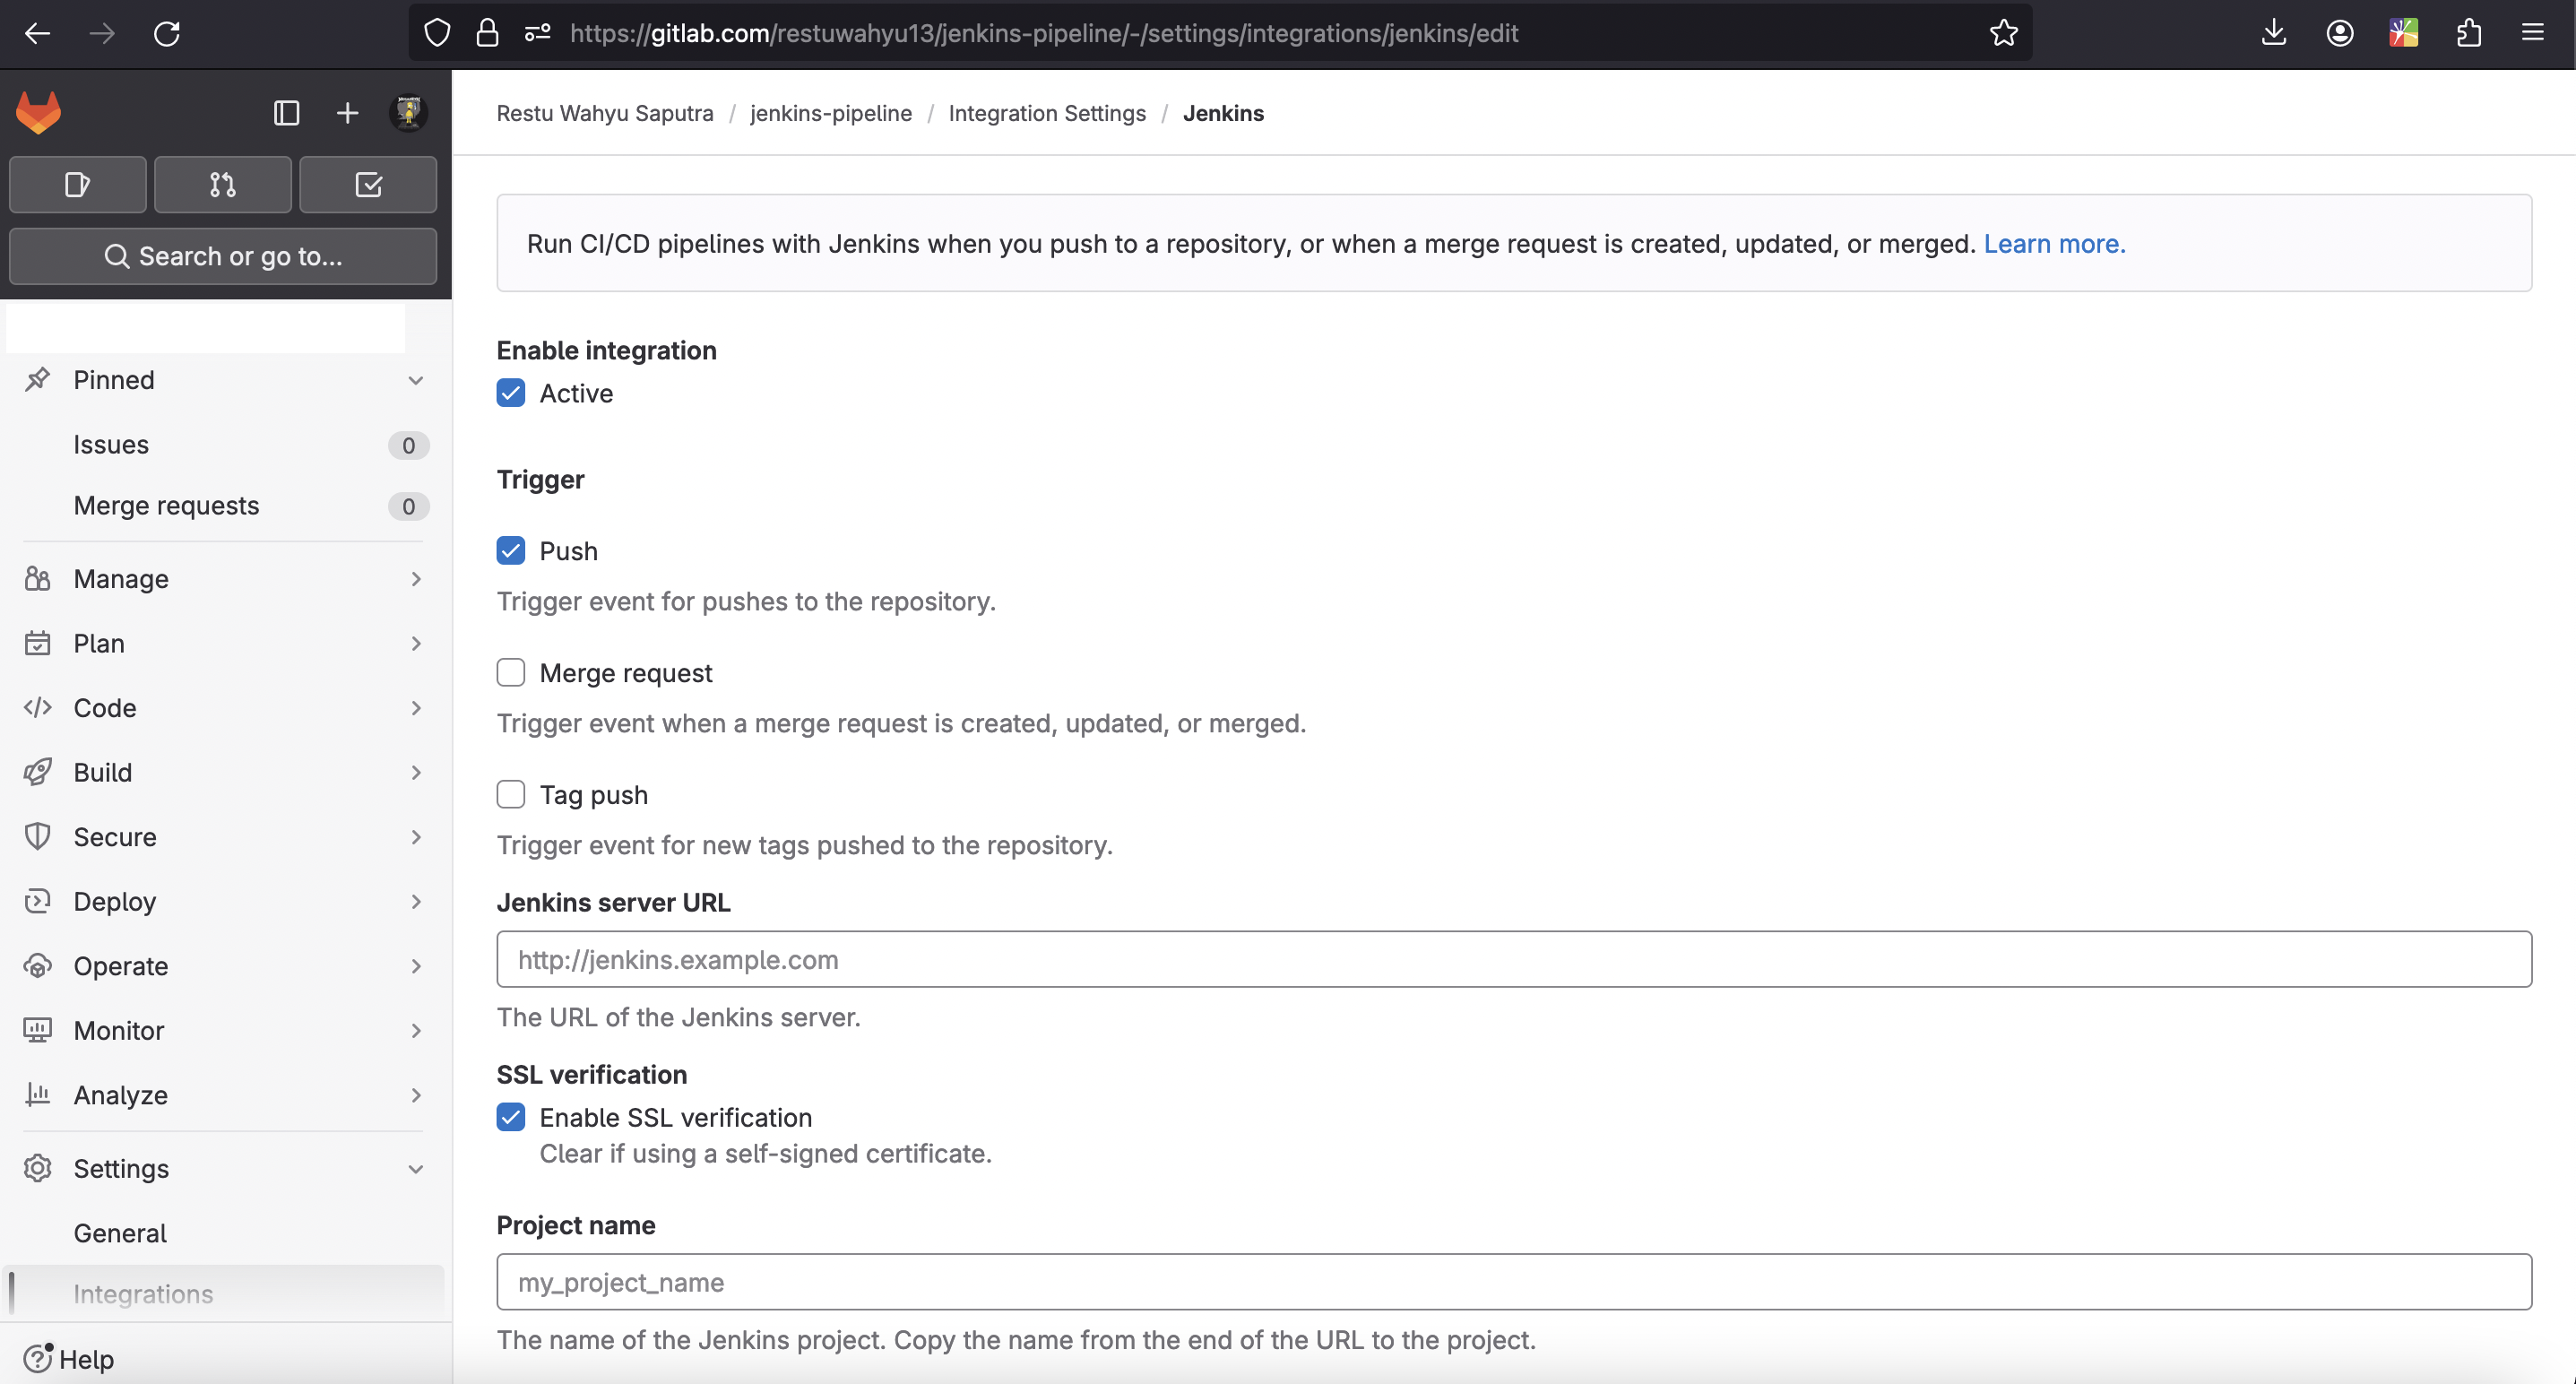 https://gitlab.com/restuwahyu13/jenkins-pipeline/-/settings/integrations/jenkins/edit
Search or go to...
Pinned
Issues 0
Merge requests 0
Manage
Plan
Code
Build
Secure
Deploy
Operate
Monitor
Analyze
Settings
General
Integrations
Help
Restu Wahyu Saputra / jenkins-pipeline / Integration Settings / Jenkins
Run CI/CD pipelines with Jenkins when you push to a repository, or when a merge request is created, updated, or merged. Learn more.
Enable integration
Active
Trigger
Push
Trigger event for pushes to the repository.
Merge request
Trigger event when a merge request is created, updated, or merged.
Tag push
Trigger event for new tags pushed to the repository.
Jenkins server URL
http://jenkins.example.com
The URL of the Jenkins server.
SSL verification
Enable SSL verification
Clear if using a self-signed certificate.
Project name
my_project_name
The name of the Jenkins project. Copy the name from the end of the URL to the project.